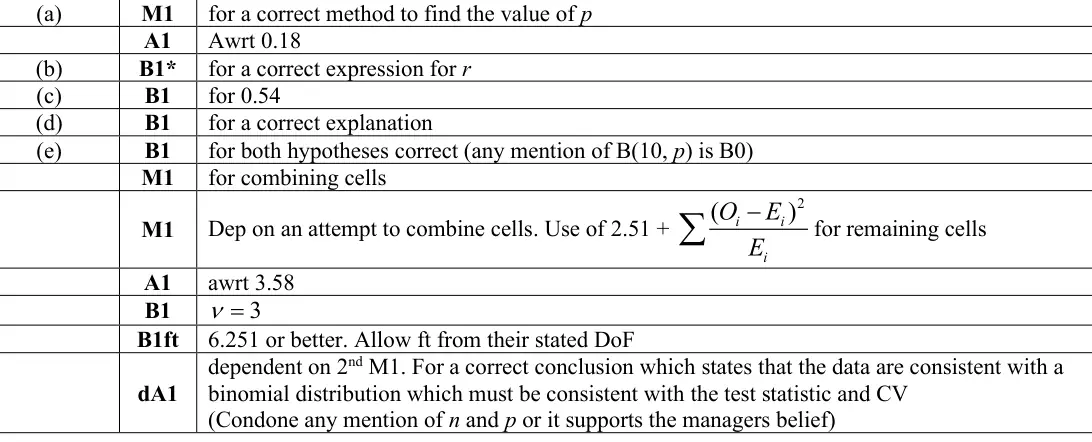 (a) M1 for a correct method to find the value of p
A1 Awrt 0.18
(b) B1* for a correct expression for r
(c) B1 for 0.54
(d) B1 for a correct explanation
(e) B1 for both hypotheses correct (any mention of B(10, p) is B0)
M1 for combining cells
M1 Dep on an attempt to combine cells. Use of 2.51 + ∑ (Oᵢ − Eᵢ)² / Eᵢ for remaining cells
A1 awrt 3.58
B1 ν = 3
B1ft 6.251 or better. Allow ft from their stated DoF
dA1 dependent on 2nd M1. For a correct conclusion which states that the data are consistent with a
binomial distribution which must be consistent with the test statistic and CV
(Condone any mention of n and p or it supports the managers belief)